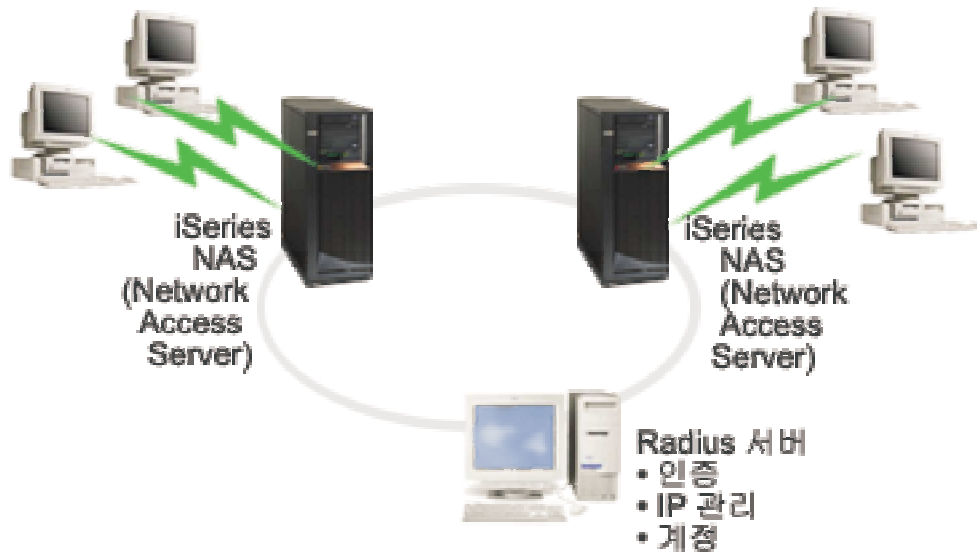 iSeries
NAS
(Network
Access
Server)
iSeries
NAS
(Network
Access
Server)
Radius 서버
• 인증
• IP 관리
• 계정